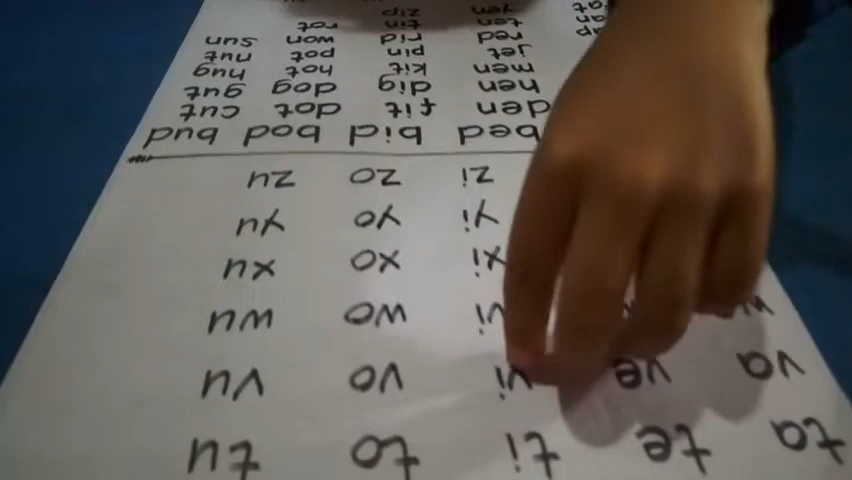 ta te ti to tu
va ve vi vo vu
wo wu
xi xo xu
yi yo yu
zi zo zu
bed bid bod bud
den fit dot cut
hen dig dog gut
men kit hot hug
jet pin pot nut
red rid won sun
ten tin rot
yen zip